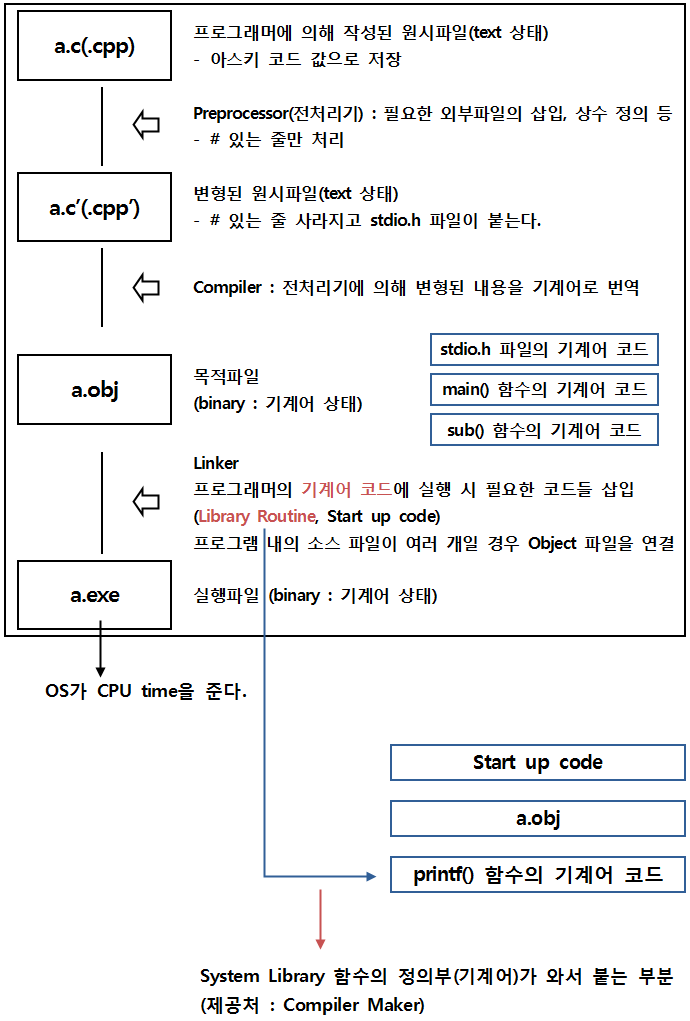 a.c(.cpp)
프로그래머에 의해 작성된 원시파일(text 상태)
- 아스키 코드 값으로 저장
Preprocessor(전처리기) : 필요한 외부파일의 삽입, 상수 정의 등
- # 있는 줄만 처리
a.c′(.cpp′)
변형된 원시파일(text 상태)
- # 있는 줄 사라지고 stdio.h 파일이 붙는다.
Compiler : 전처리기에 의해 변형된 내용을 기계어로 번역
a.obj
목적파일
(binary : 기계어 상태)
stdio.h 파일의 기계어 코드
main() 함수의 기계어 코드
sub() 함수의 기계어 코드
Linker
프로그래머의 기계어 코드에 실행 시 필요한 코드들 삽입
(Library Routine, Start up code)
프로그램 내의 소스 파일이 여러 개일 경우 Object 파일을 연결
a.exe
실행파일 (binary : 기계어 상태)
OS가 CPU time을 준다.
Start up code
a.obj
printf() 함수의 기계어 코드
System Library 함수의 정의부(기계어)가 와서 붙는 부분
(제공처 : Compiler Maker)